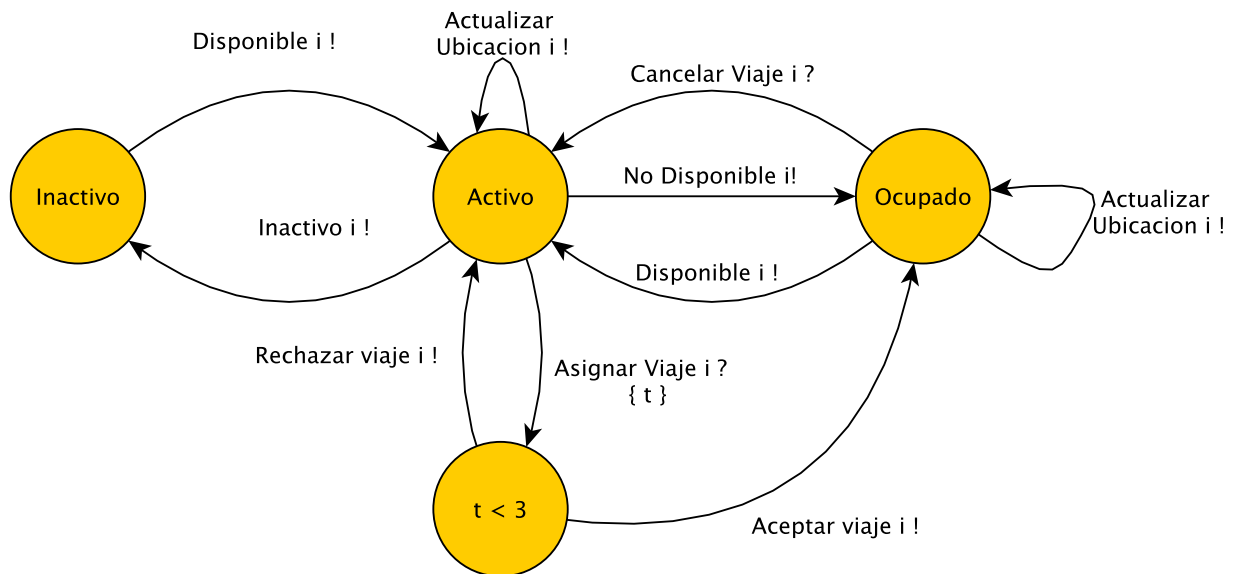 Actualizar
Ubicacion i !
Disponible i !
Cancelar Viaje i ?
No Disponible i!
Inactivo
Activo
Ocupado
Actualizar
Ubicacion i !
Inactivo i !
Disponible i !
Rechazar viaje i !
Asignar Viaje i ?
{ t }
t < 3
Aceptar viaje i !